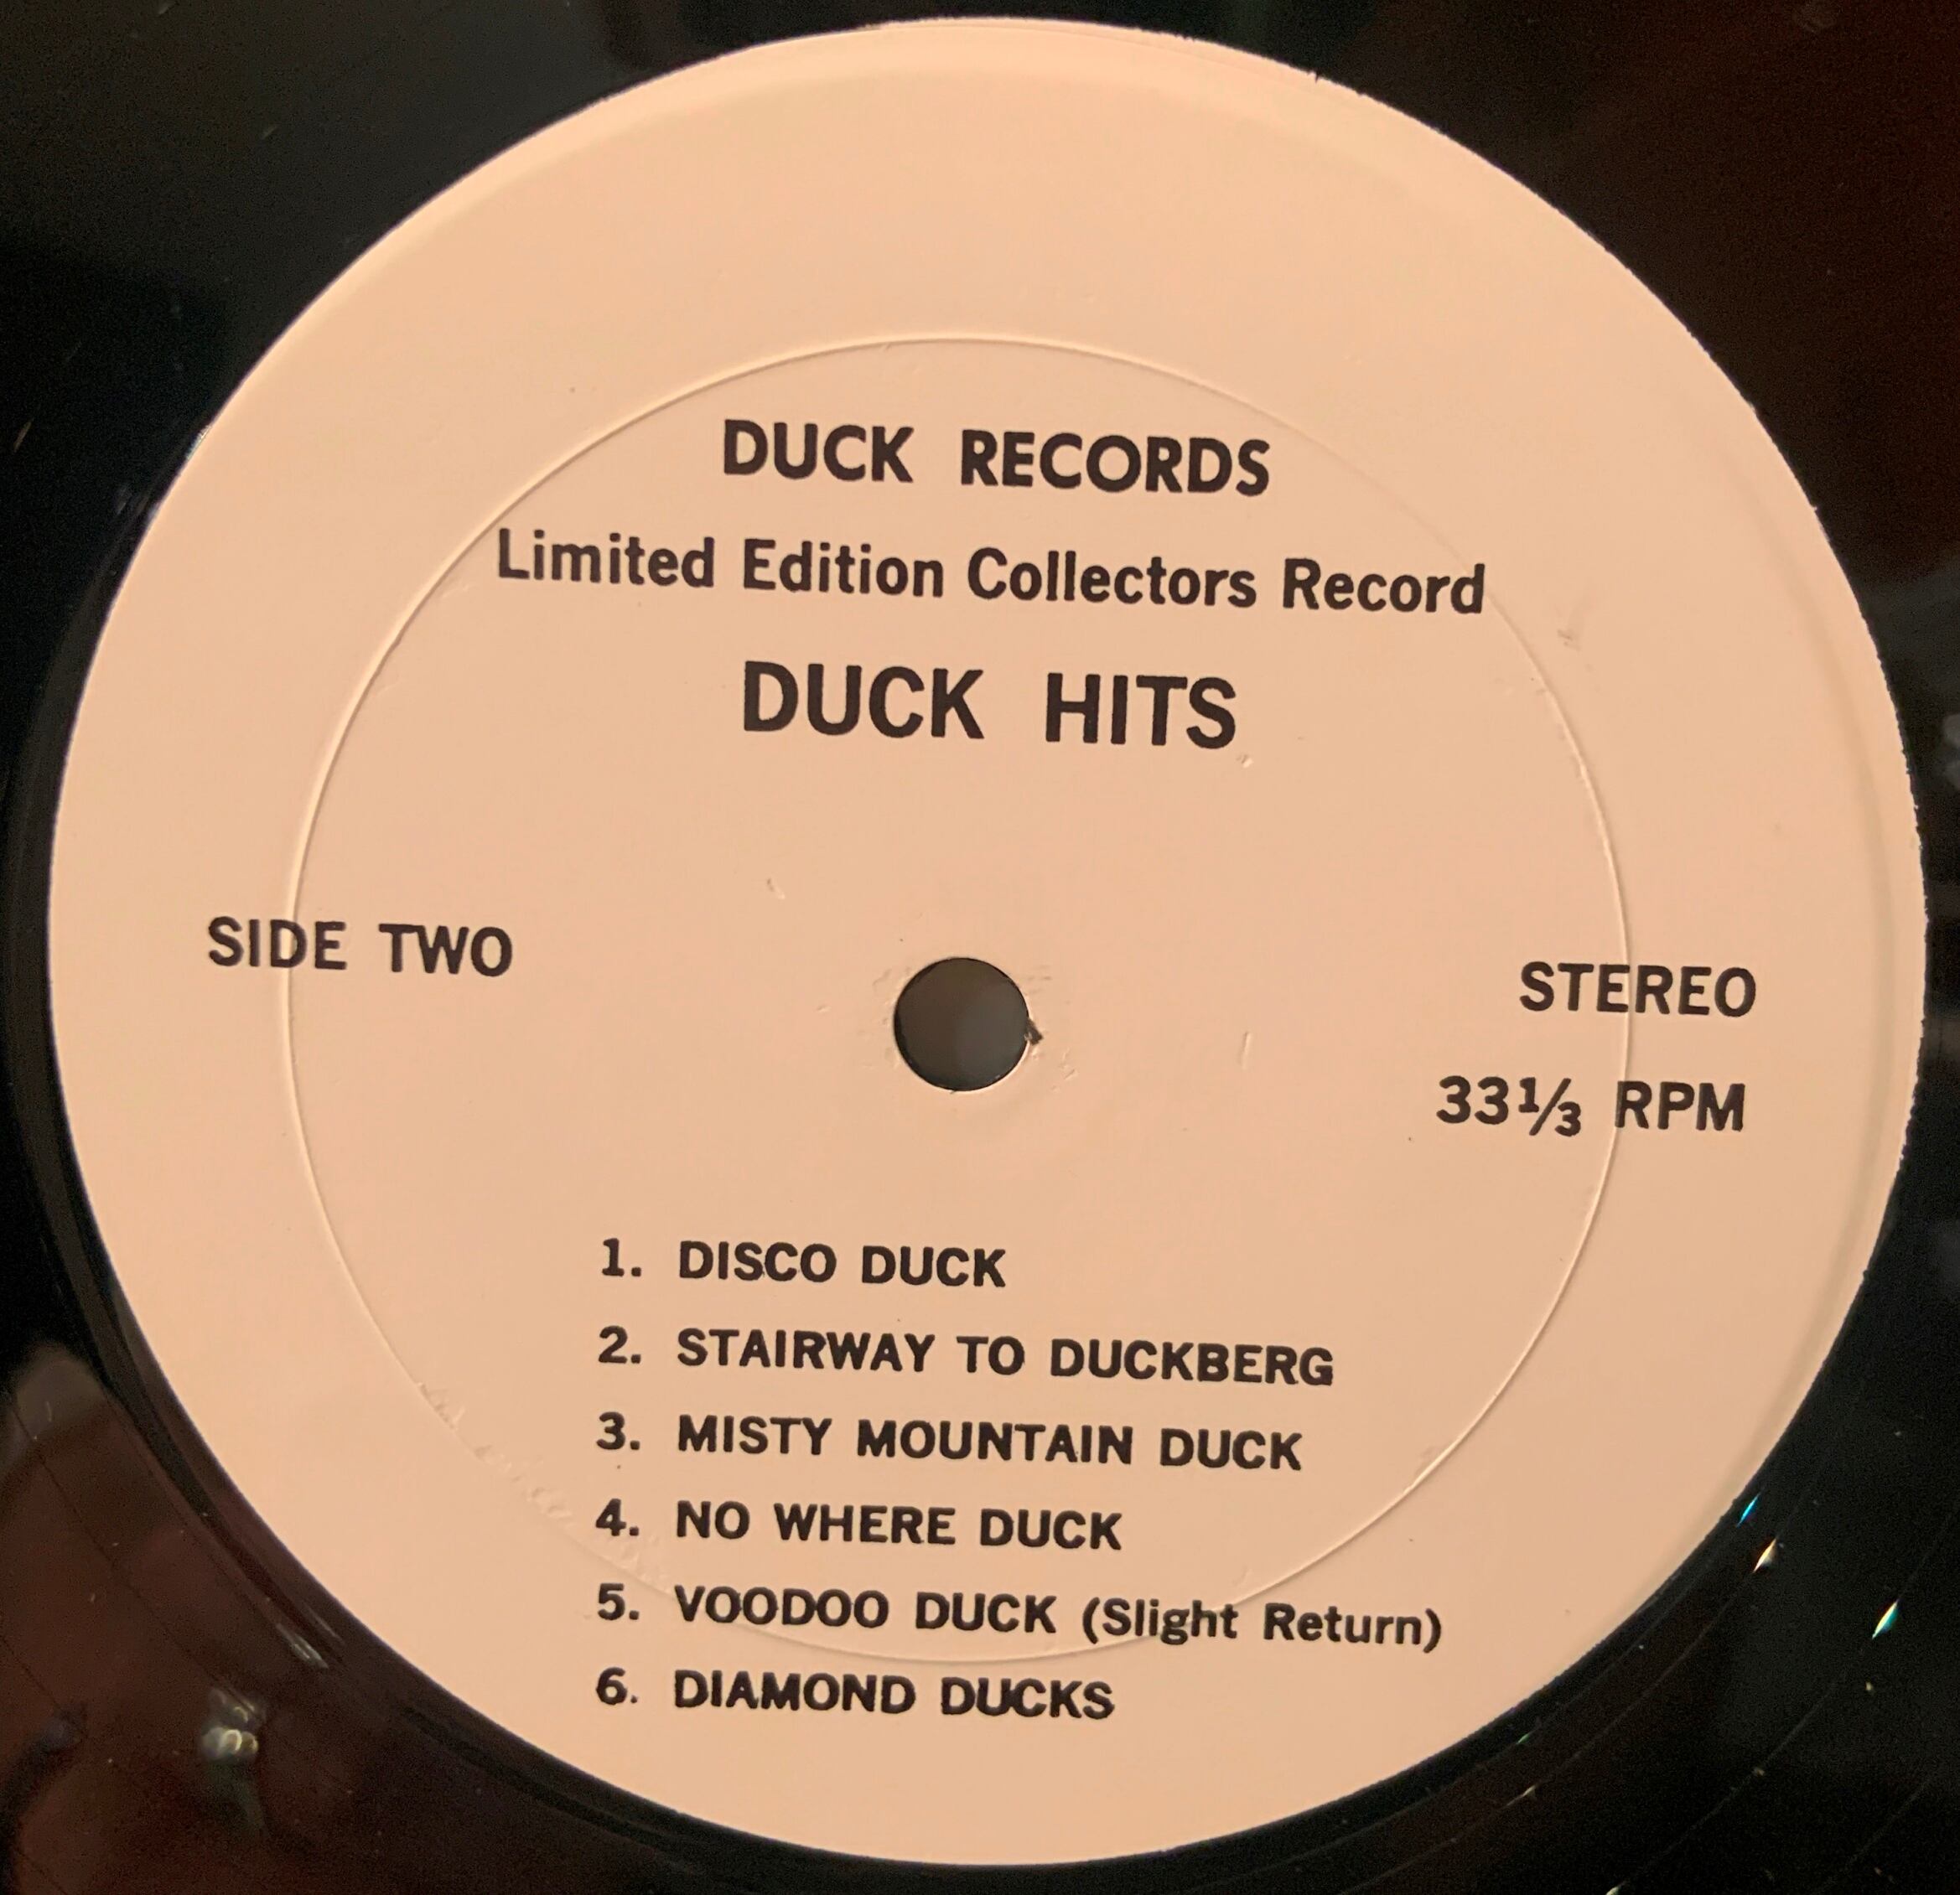 DUCK RECORDS
Limited Edition Collectors Record
DUCK HITS
SIDE TWO
STEREO
33⅓ RPM
1. DISCO DUCK
2. STAIRWAY TO DUCKBERG
3. MISTY MOUNTAIN DUCK
4. NO WHERE DUCK
5. VOODOO DUCK (Slight Return)
6. DIAMOND DUCKS